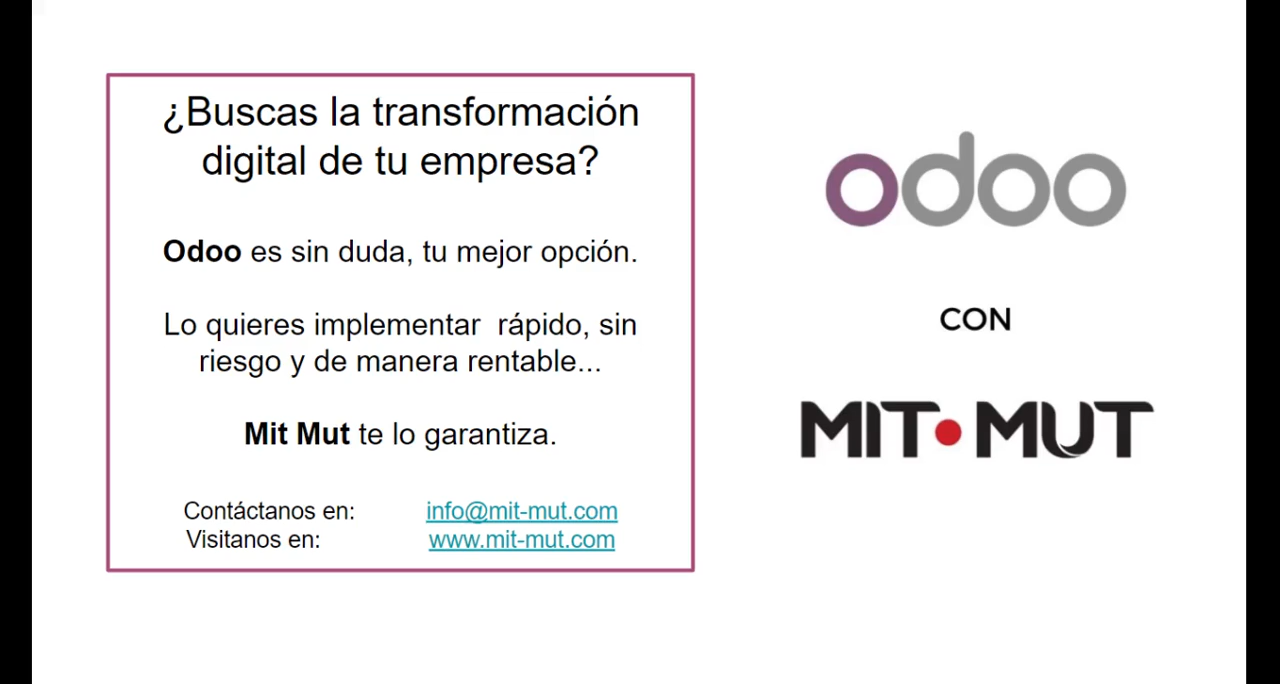 ¿Buscas la transformación
digital de tu empresa?
Odoo es sin duda, tu mejor opción.
Lo quieres implementar  rápido, sin
riesgo y de manera rentable...
Mit Mut te lo garantiza.
Contáctanos en: info@mit-mut.com
Visitanos en: www.mit-mut.com
odoo
CON
MIT•MUT